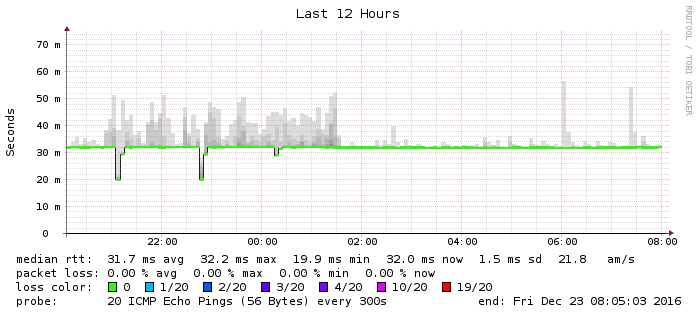 Last 12 Hours
RRDTOOL / TOBI OETIKER
Seconds
70 m
60 m
50 m
40 m
30 m
20 m
10 m
0
22:00 00:00 02:00 04:00 06:00 08:00
median rtt: 31.7 ms avg 32.2 ms max 19.9 ms min 32.0 ms now 1.5 ms sd 21.8 am/s
packet loss: 0.00 % avg 0.00 % max 0.00 % min 0.00 % now
loss color: 0 1/20 2/20 3/20 4/20 10/20 19/20
probe: 20 ICMP Echo Pings (56 Bytes) every 300s end: Fri Dec 23 08:05:03 2016